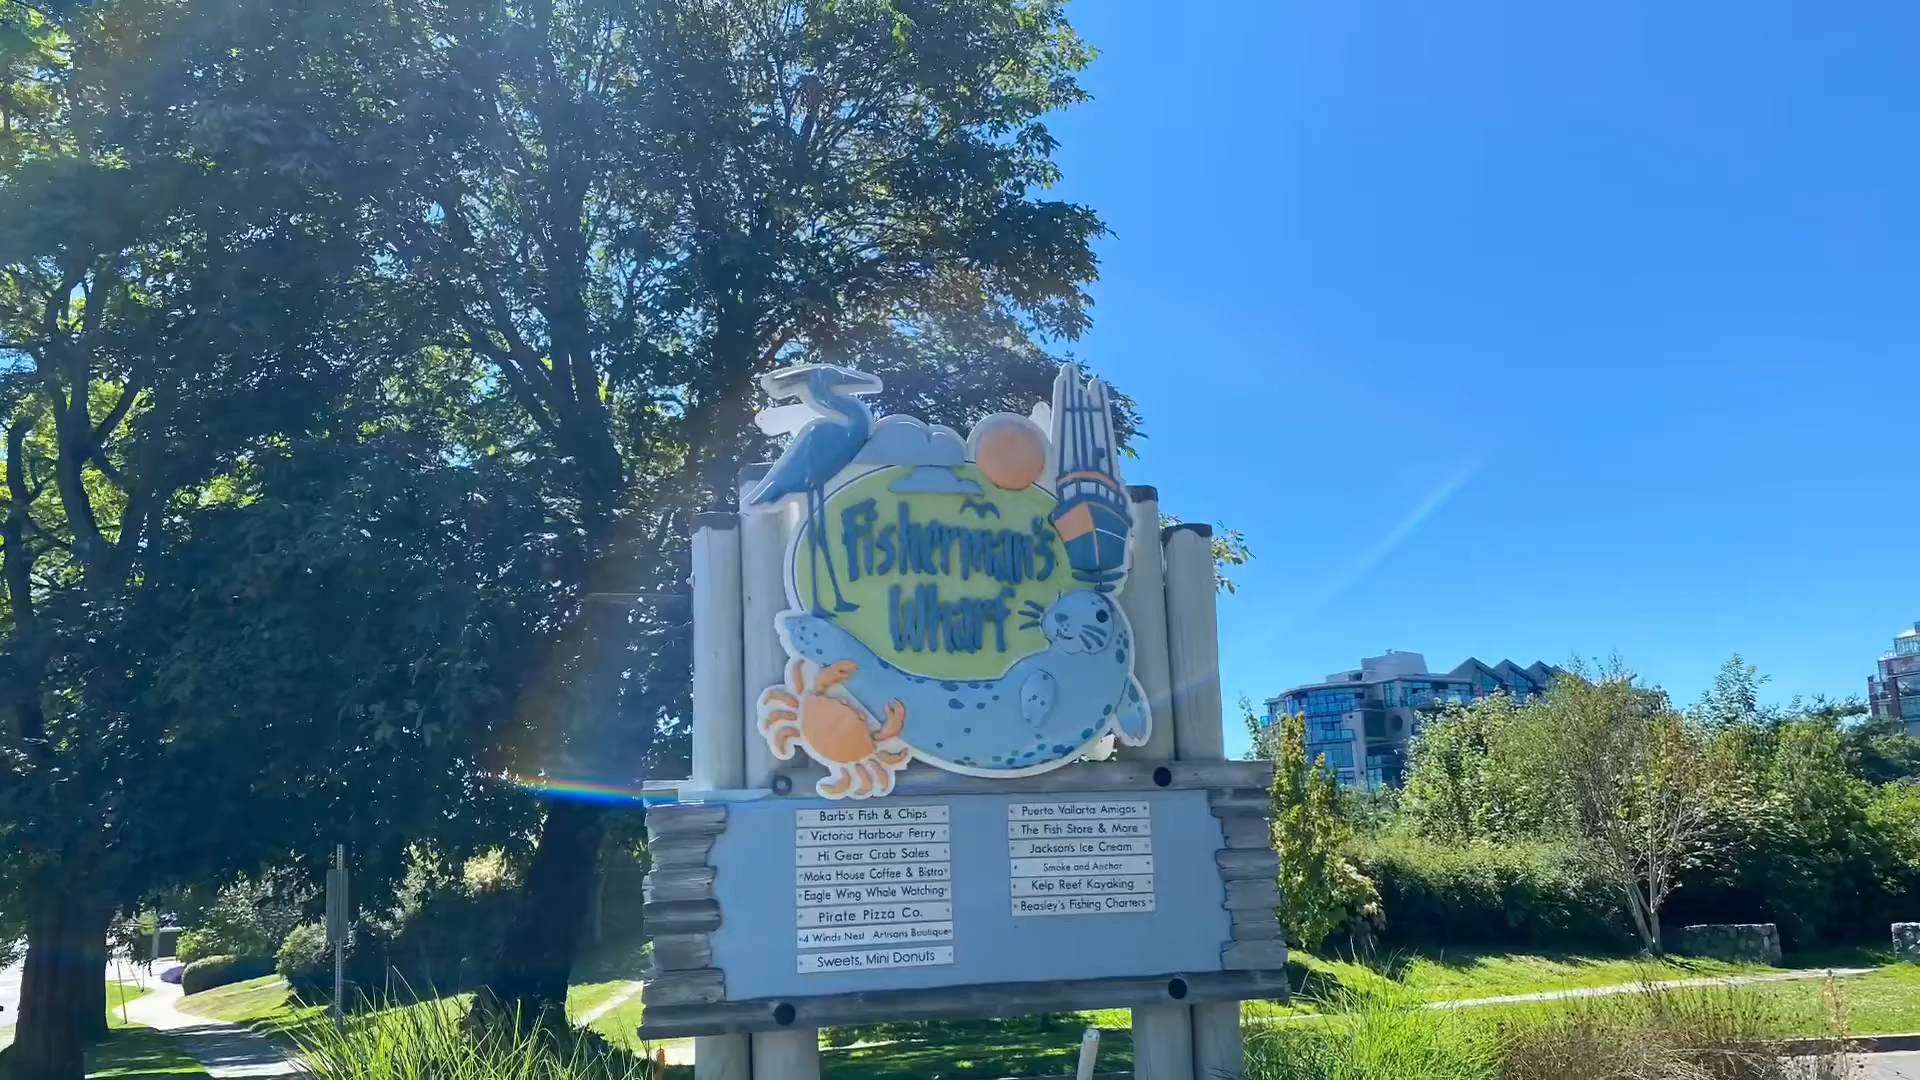 Fisherman's
Wharf
Barb's Fish & Chips
Victoria Harbour Ferry
Hi Gear Crab Sales
Moka House Coffee & Bistro
Eagle Wing Whale Watching
Pirate Pizza Co.
4 Winds Nest Artisans Boutique
Sweets, Mini Donuts
Puerto Vallarta Amigos
The Fish Store & More
Jackson's Ice Cream
Smoke and Anchor
Kelp Reef Kayaking
Beasley's Fishing Charters